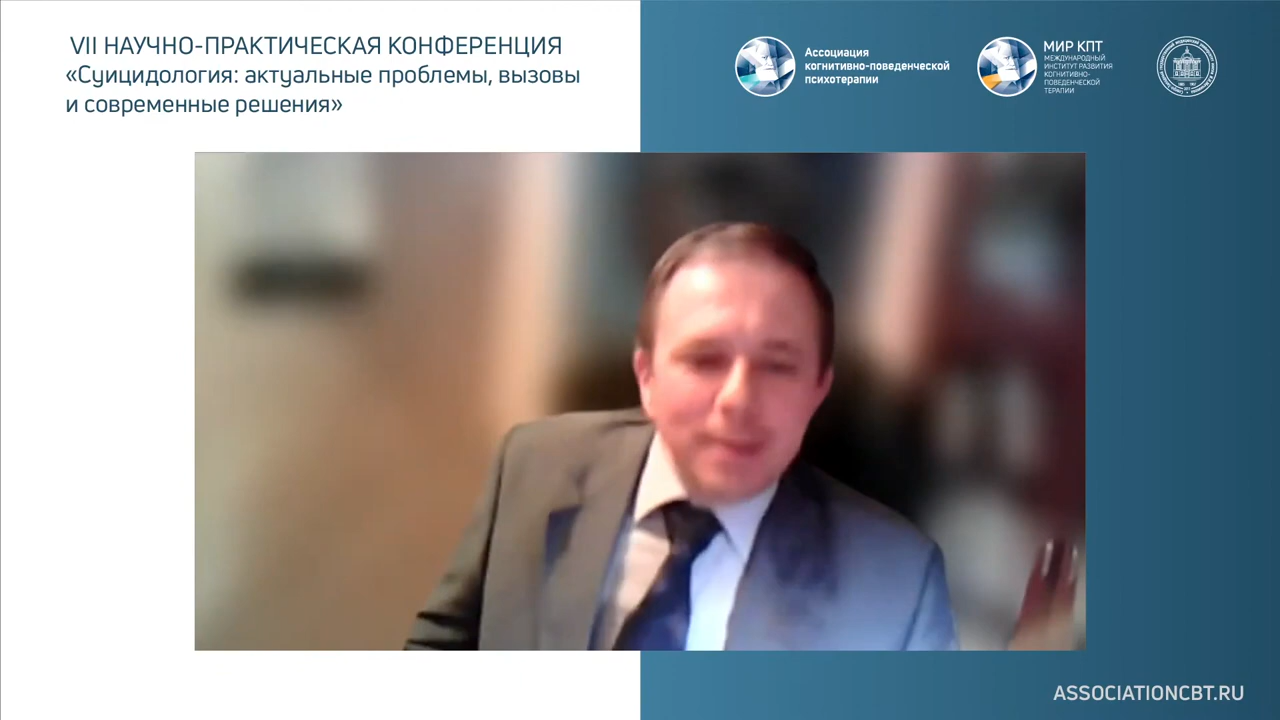 VII НАУЧНО-ПРАКТИЧЕСКАЯ КОНФЕРЕНЦИЯ
«Суицидология: актуальные проблемы, вызовы
и современные решения»
Ассоциация
когнитивно-поведенческой
психотерапии
МИР КПТ
МЕЖДУНАРОДНЫЙ
ИНСТИТУТ РАЗВИТИЯ
КОГНИТИВНО-
ПОВЕДЕНЧЕСКОЙ
ТЕРАПИИ
ASSOCIATIONCBT.RU